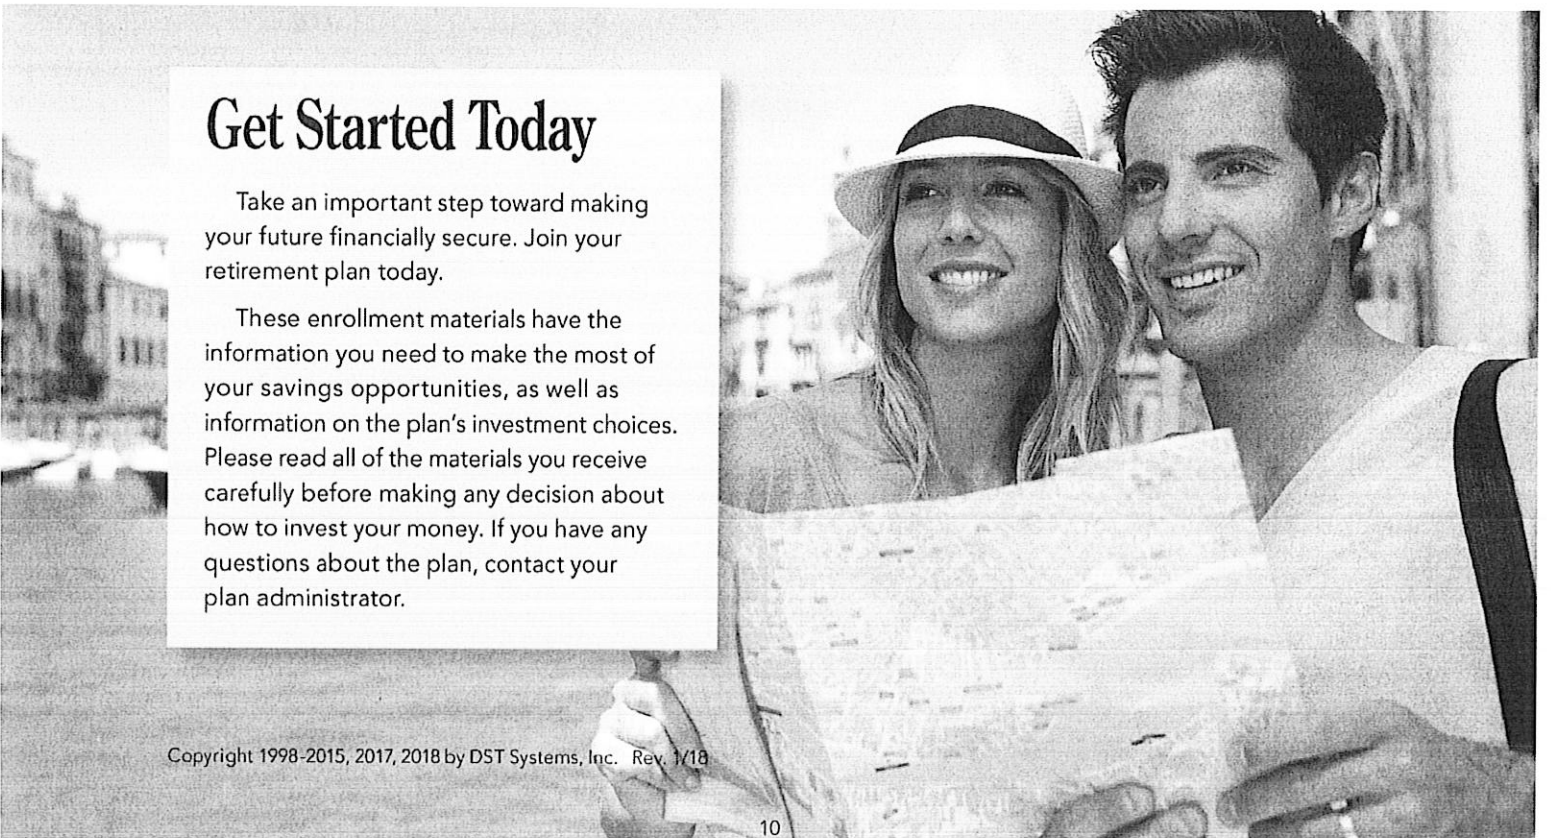 Get Started Today
Take an important step toward making
your future financially secure. Join your
retirement plan today.
These enrollment materials have the
information you need to make the most of
your savings opportunities, as well as
information on the plan's investment choices.
Please read all of the materials you receive
carefully before making any decision about
how to invest your money. If you have any
questions about the plan, contact your
plan administrator.
Copyright 1998-2015, 2017, 2018 by DST Systems, Inc. Rev. 1/18
10